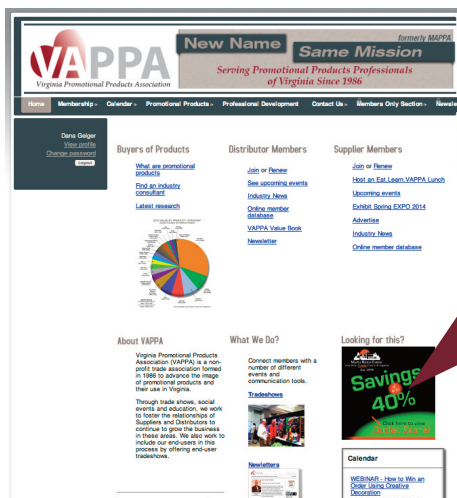 VAPPA
Virginia Promotional Products Association
New Name
formerly MAPPA
Same Mission
Serving Promotional Products Professionals
of Virginia Since 1986
Home
Membership »
Calendar »
Promotional Products »
Professional Development
Contact Us »
Members Only Section »
Newsle
Dana Geiger
View profile
Change password
Logout
Buyers of Products
What are promotional
products
Find an industry
consultant
Latest research
Distributor Members
Join or Renew
See upcoming events
Industry News
Online member
database
VAPPA Value Book
Newsletter
Supplier Members
Join or Renew
Host an Eat.Learn.VAPPA Lunch
Upcoming events
Exhibit Spring EXPO 2014
Advertise
Industry News
Online member database
About VAPPA
Virginia Promotional Products
Association (VAPPA) is a non-
profit trade association formed
in 1986 to advance the image
of promotional products and
their use in Virginia.
Through trade shows, social
events and education, we work
to foster the relationships of
Suppliers and Distributors to
continue to grow the business
in these areas. We also work to
include our end-users in this
process by offering end-user
tradeshows.
What We Do?
Connect members with a
number of different
events and
communication tools.
Tradeshows
Newletters
Looking for this?
Savings
40%
Click here to view
Calendar
WEBINAR - How to Win an
Order Using Creative
Decoration